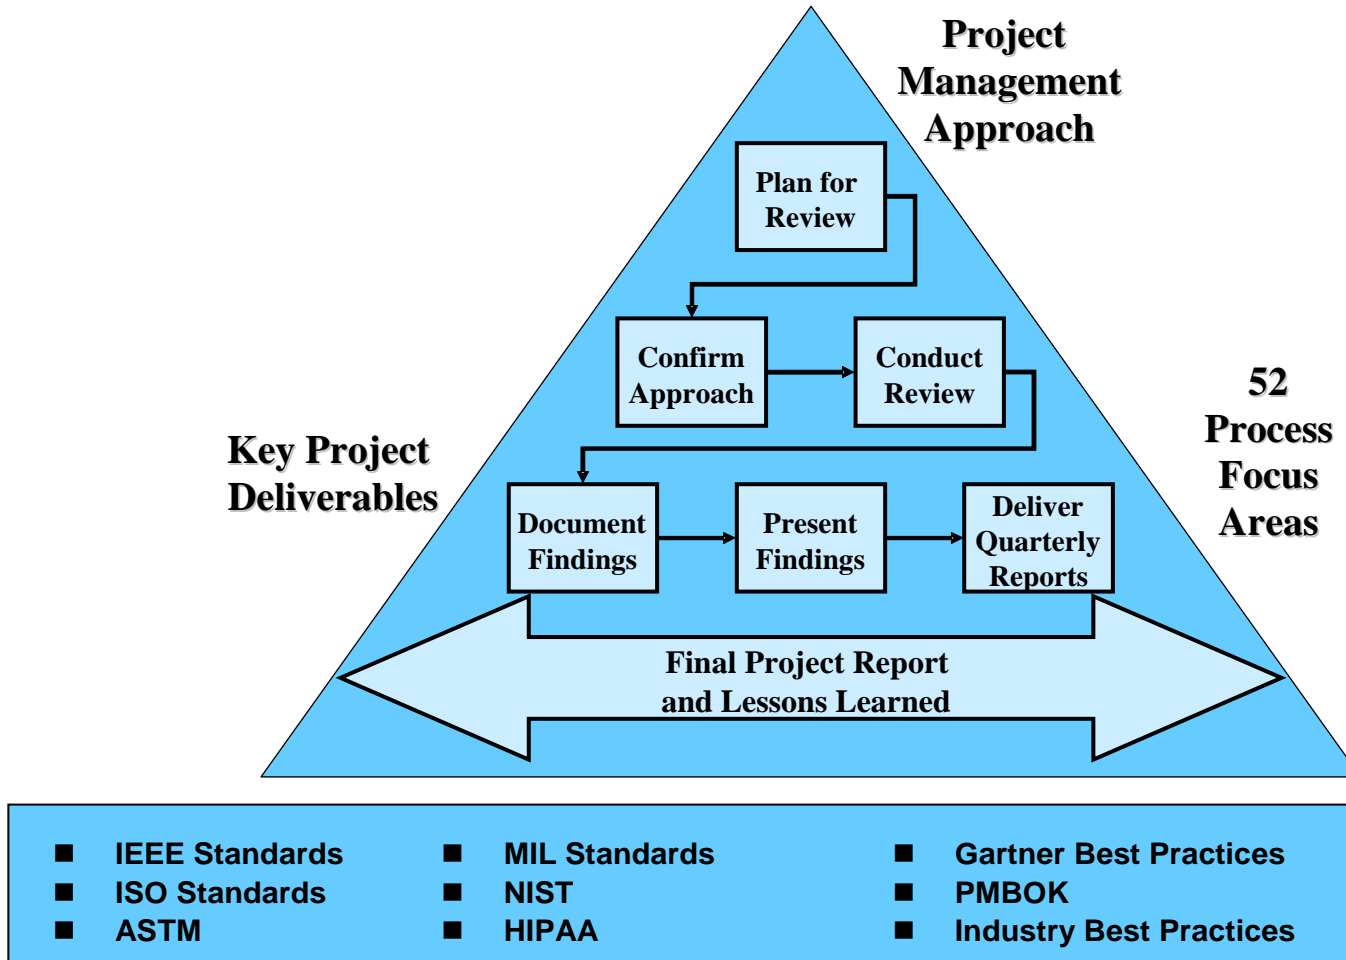 Project
Management
Approach
Plan for
Review
Confirm
Approach
Conduct
Review
52
Process
Focus
Areas
Key Project
Deliverables
Document
Findings
Present
Findings
Deliver
Quarterly
Reports
Final Project Report
and Lessons Learned
IEEE Standards
ISO Standards
ASTM
MIL Standards
NIST
HIPAA
Gartner Best Practices
PMBOK
Industry Best Practices